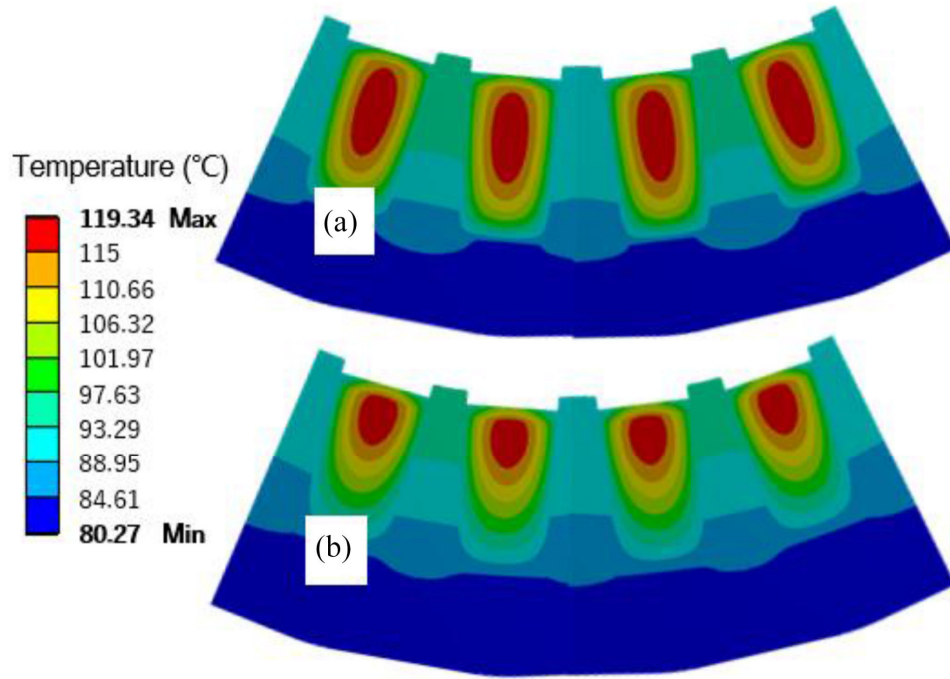 Temperature (°C)
119.34 Max
115
110.66
106.32
101.97
97.63
93.29
88.95
84.61
80.27 Min
(a)
(b)